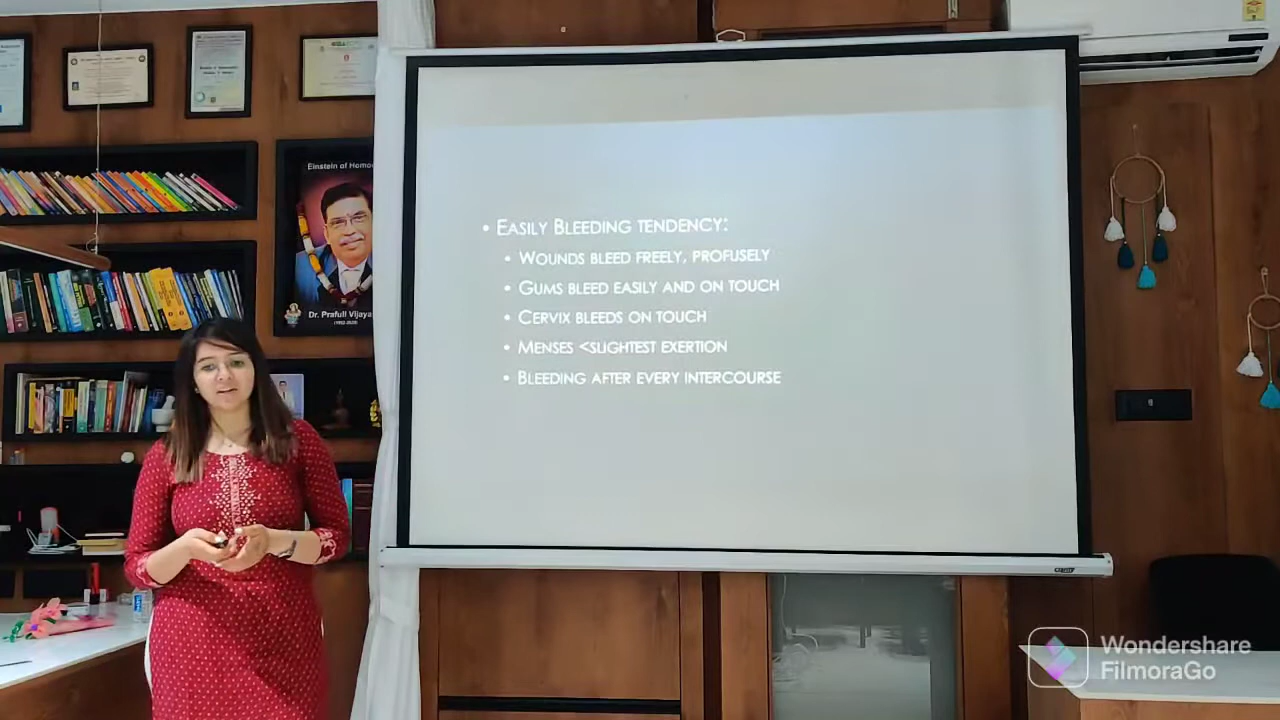 Einstein of Homoe
Dr. Prafull Vijaya
• EASILY BLEEDING TENDENCY:
• WOUNDS BLEED FREELY, PROFUSELY
• GUMS BLEED EASILY AND ON TOUCH
• CERVIX BLEEDS ON TOUCH
• MENSES <SLIGHTEST EXERTION
• BLEEDING AFTER EVERY INTERCOURSE
Wondershare
FilmoraGo